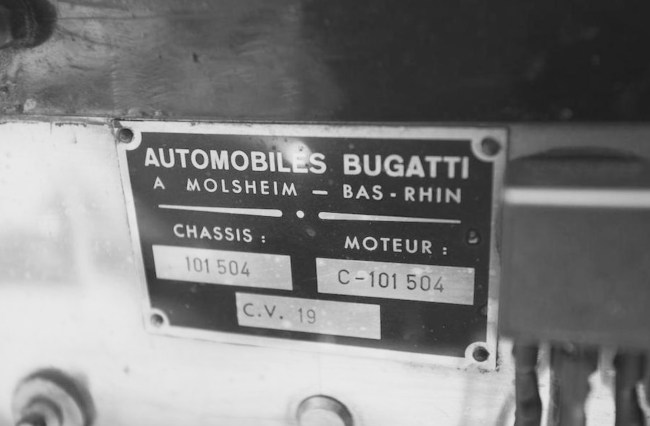 AUTOMOBILES BUGATTI
A MOLSHEIM – BAS-RHIN
CHASSIS : MOTEUR :
101 504 C-101 504
C.V. 19